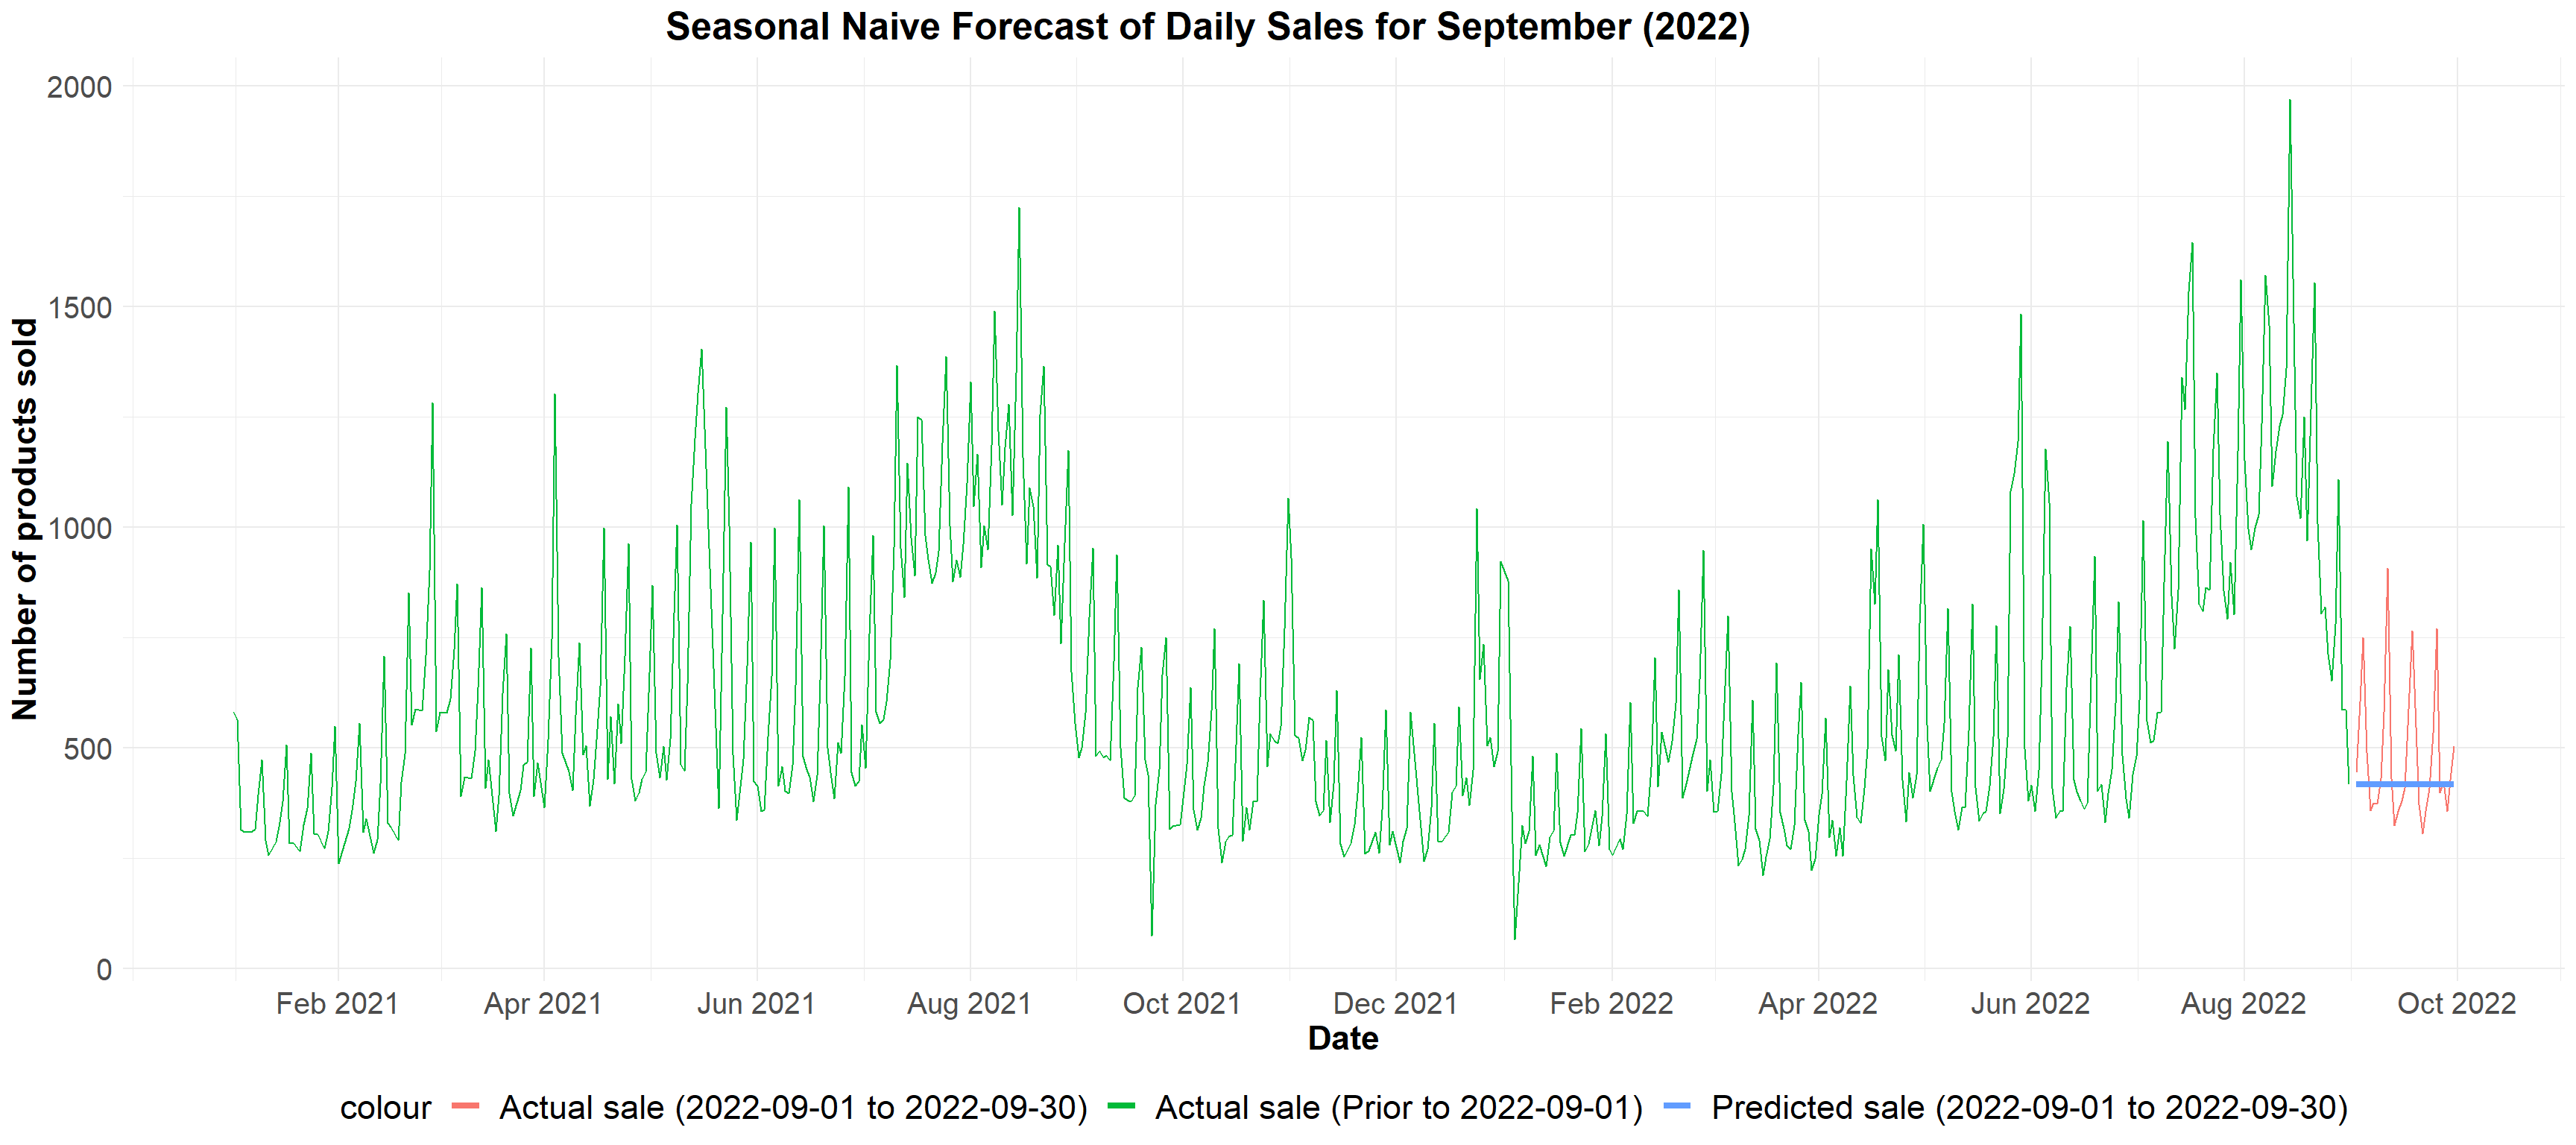 Seasonal Naive Forecast of Daily Sales for September (2022)
Number of products sold
2000
1500
1000
500
0
Feb 2021 Apr 2021 Jun 2021 Aug 2021 Oct 2021 Dec 2021 Feb 2022 Apr 2022 Jun 2022 Aug 2022 Oct 2022
Date
colour Actual sale (2022-09-01 to 2022-09-30) Actual sale (Prior to 2022-09-01) Predicted sale (2022-09-01 to 2022-09-30)